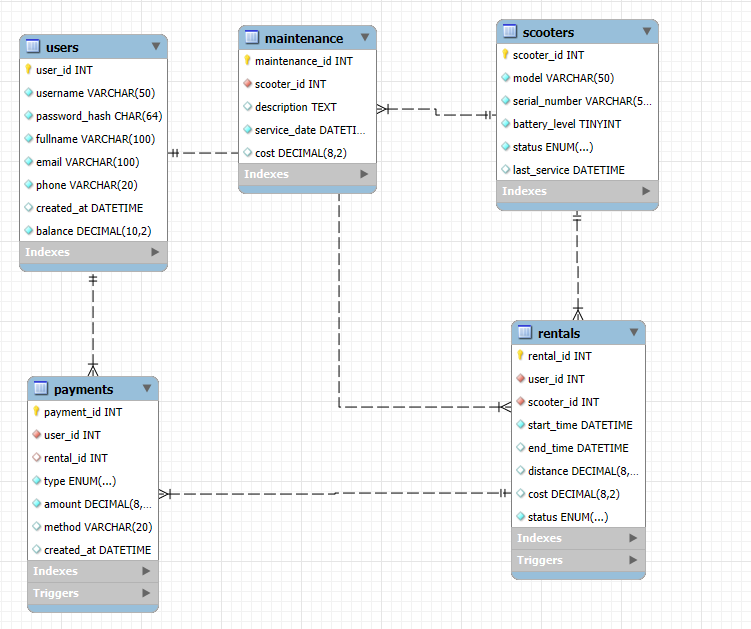 users
user_id INT
username VARCHAR(50)
password_hash CHAR(64)
fullname VARCHAR(100)
email VARCHAR(100)
phone VARCHAR(20)
created_at DATETIME
balance DECIMAL(10,2)
Indexes
maintenance
maintenance_id INT
scooter_id INT
description TEXT
service_date DATETI...
cost DECIMAL(8,2)
Indexes
scooters
scooter_id INT
model VARCHAR(50)
serial_number VARCHAR(5...
battery_level TINYINT
status ENUM(...)
last_service DATETIME
Indexes
payments
payment_id INT
user_id INT
rental_id INT
type ENUM(...)
amount DECIMAL(8,...
method VARCHAR(20)
created_at DATETIME
Indexes
Triggers
rentals
rental_id INT
user_id INT
scooter_id INT
start_time DATETIME
end_time DATETIME
distance DECIMAL(8,...
cost DECIMAL(8,2)
status ENUM(...)
Indexes
Triggers